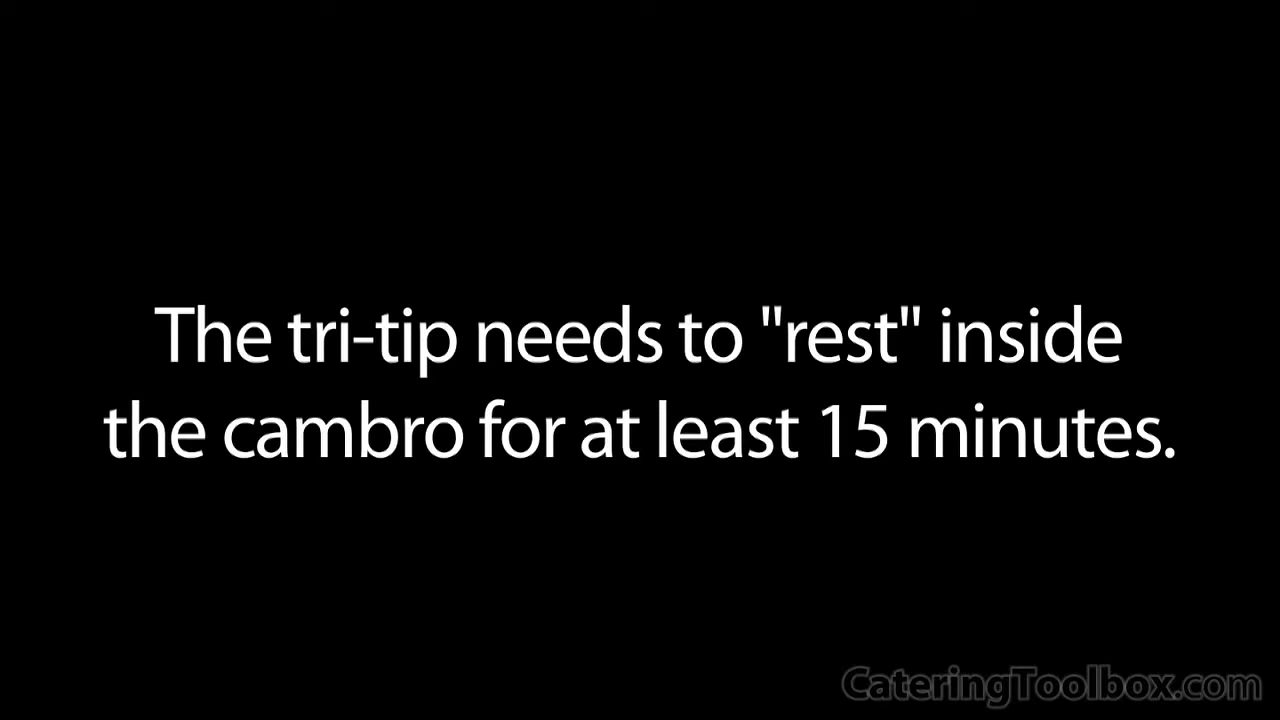 The tri-tip needs to "rest" inside
the cambro for at least 15 minutes.
CateringToolbox.com